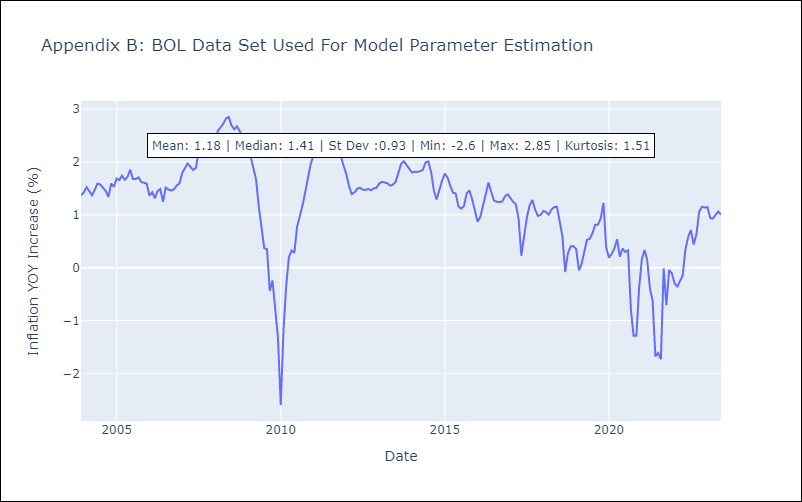 Appendix B: BOL Data Set Used For Model Parameter Estimation
Mean: 1.18 | Median: 1.41 | St Dev :0.93 | Min: -2.6 | Max: 2.85 | Kurtosis: 1.51
Inflation YOY Increase (%)
3
2
1
0
−1
−2
2005
2010
2015
2020
Date